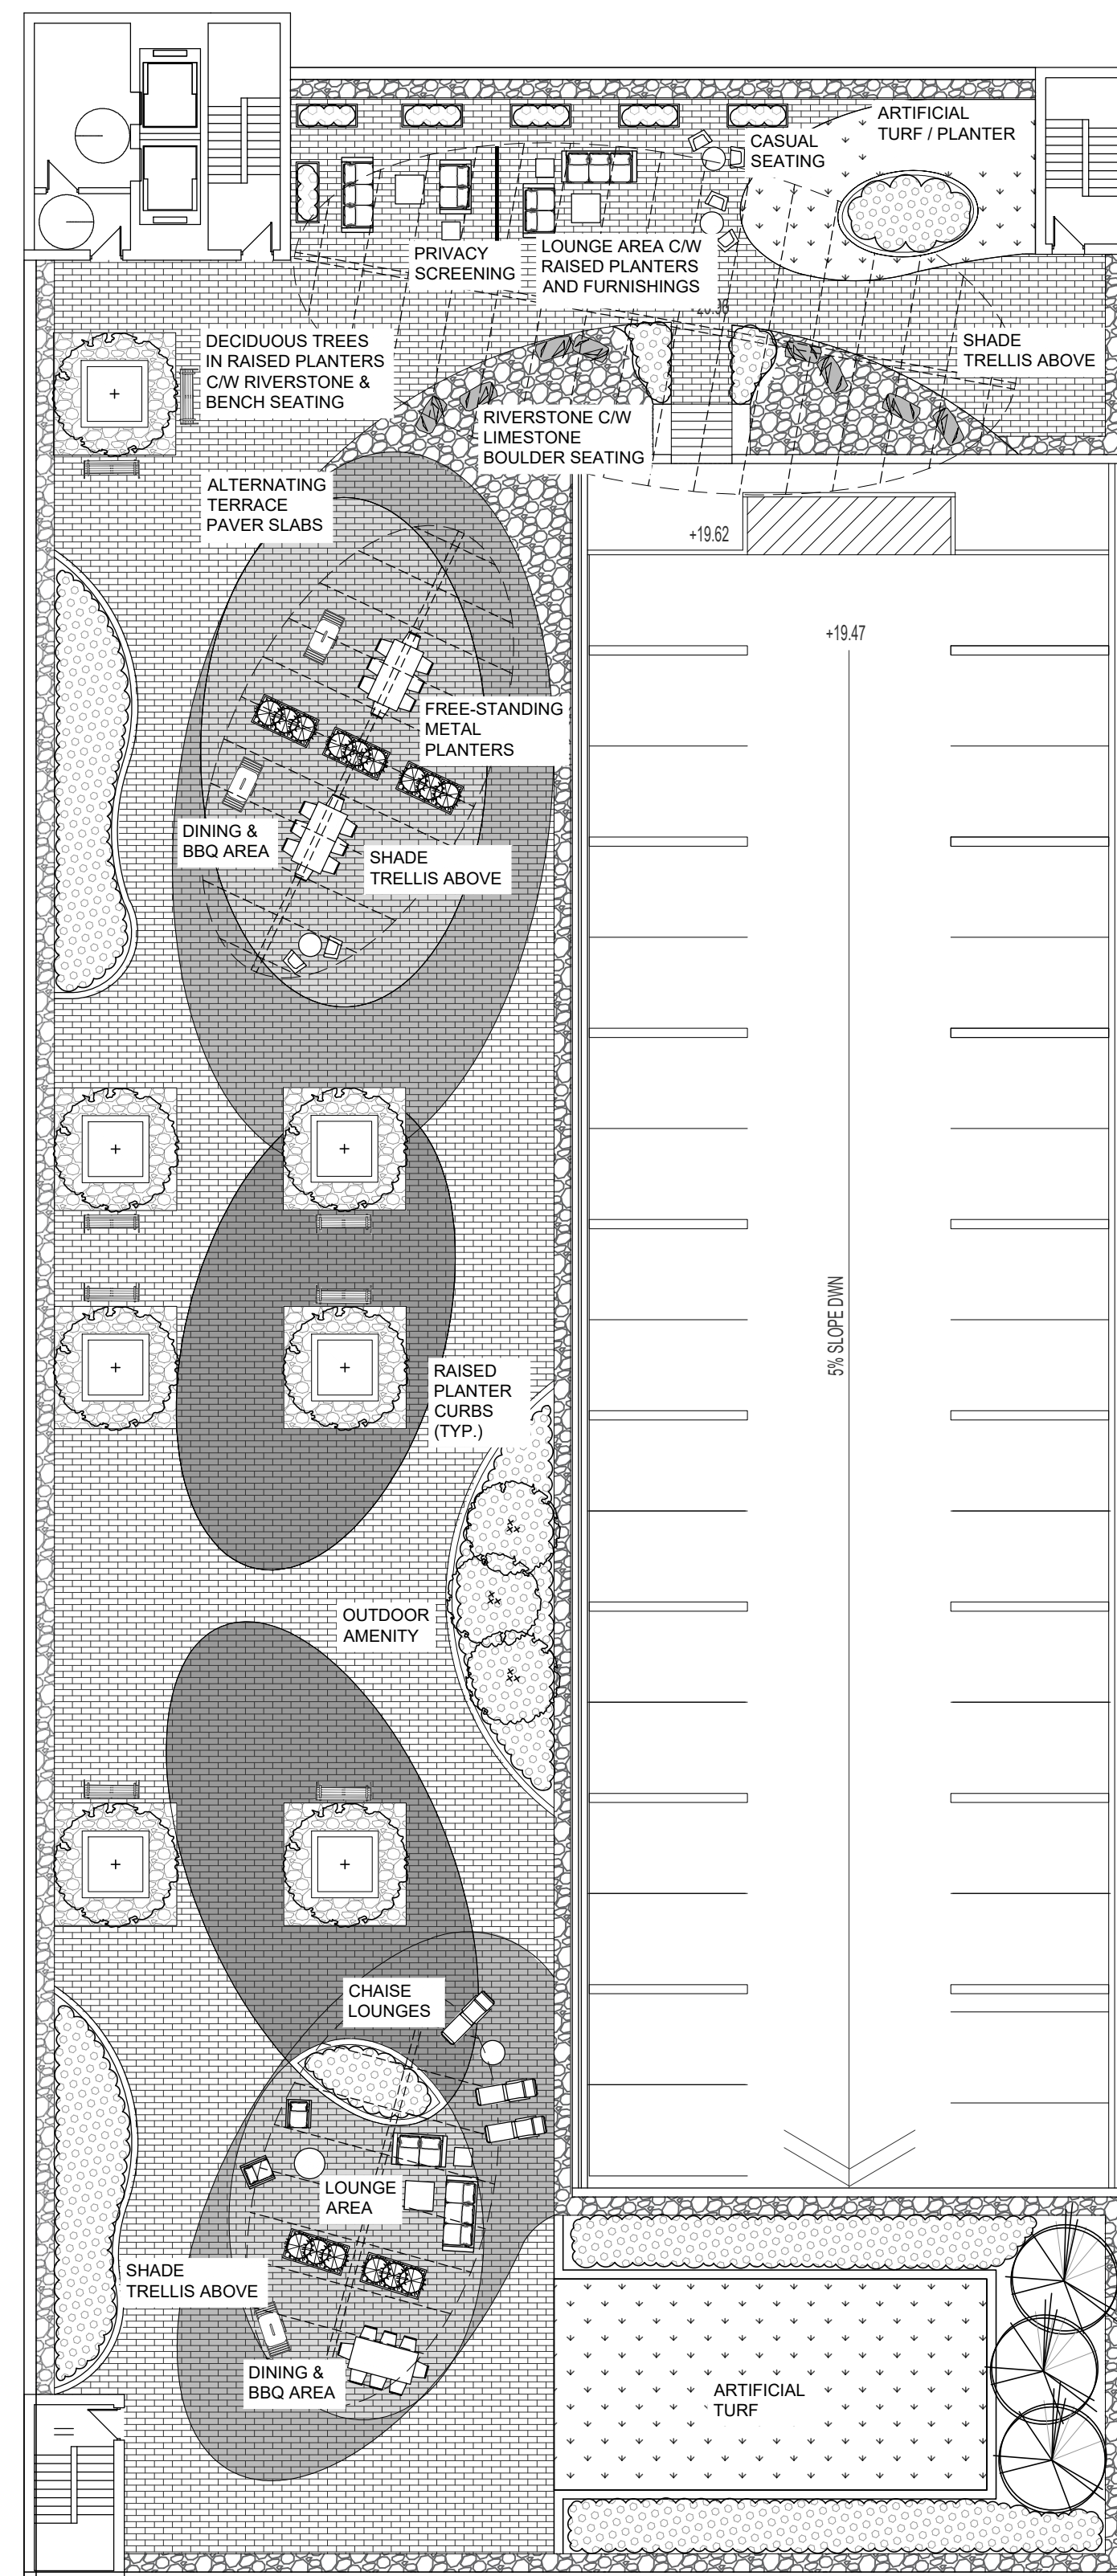 ARTIFICIAL
TURF / PLANTER
CASUAL
SEATING
PRIVACY
SCREENING
LOUNGE AREA C/W
RAISED PLANTERS
AND FURNISHINGS
SHADE
TRELLIS ABOVE
DECIDUOUS TREES
IN RAISED PLANTERS
C/W RIVERSTONE &
BENCH SEATING
RIVERSTONE C/W
LIMESTONE
BOULDER SEATING
ALTERNATING
TERRACE
PAVER SLABS
+19.62
+19.47
FREE-STANDING
METAL
PLANTERS
DINING &
BBQ AREA
SHADE
TRELLIS ABOVE
5% SLOPE DWN
RAISED
PLANTER
CURBS
(TYP.)
OUTDOOR
AMENITY
CHAISE
LOUNGES
LOUNGE
AREA
SHADE
TRELLIS ABOVE
DINING &
BBQ AREA
ARTIFICIAL
TURF